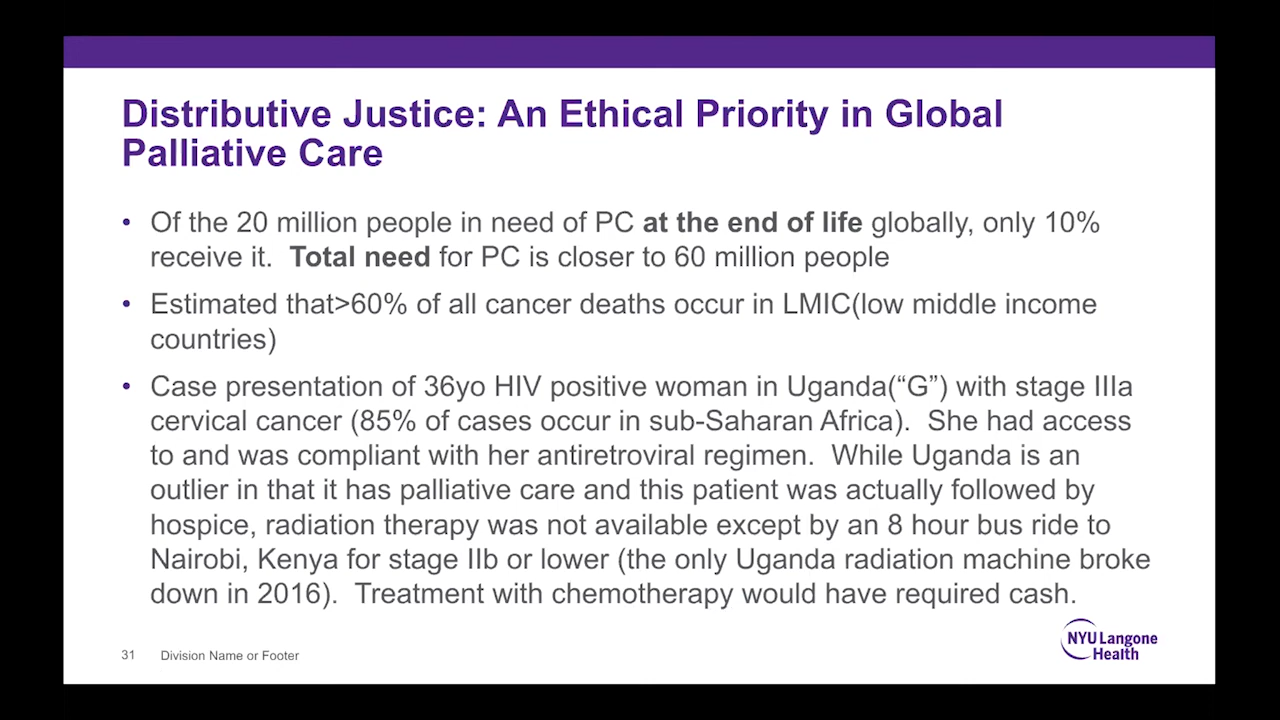 Distributive Justice: An Ethical Priority in Global
Palliative Care
• Of the 20 million people in need of PC at the end of life globally, only 10%
receive it.  Total need for PC is closer to 60 million people
• Estimated that>60% of all cancer deaths occur in LMIC(low middle income
countries)
• Case presentation of 36yo HIV positive woman in Uganda(“G”) with stage IIIa
cervical cancer (85% of cases occur in sub-Saharan Africa).  She had access
to and was compliant with her antiretroviral regimen.  While Uganda is an
outlier in that it has palliative care and this patient was actually followed by
hospice, radiation therapy was not available except by an 8 hour bus ride to
Nairobi, Kenya for stage IIb or lower (the only Uganda radiation machine broke
down in 2016).  Treatment with chemotherapy would have required cash.
31 Division Name or Footer
NYU Langone
Health